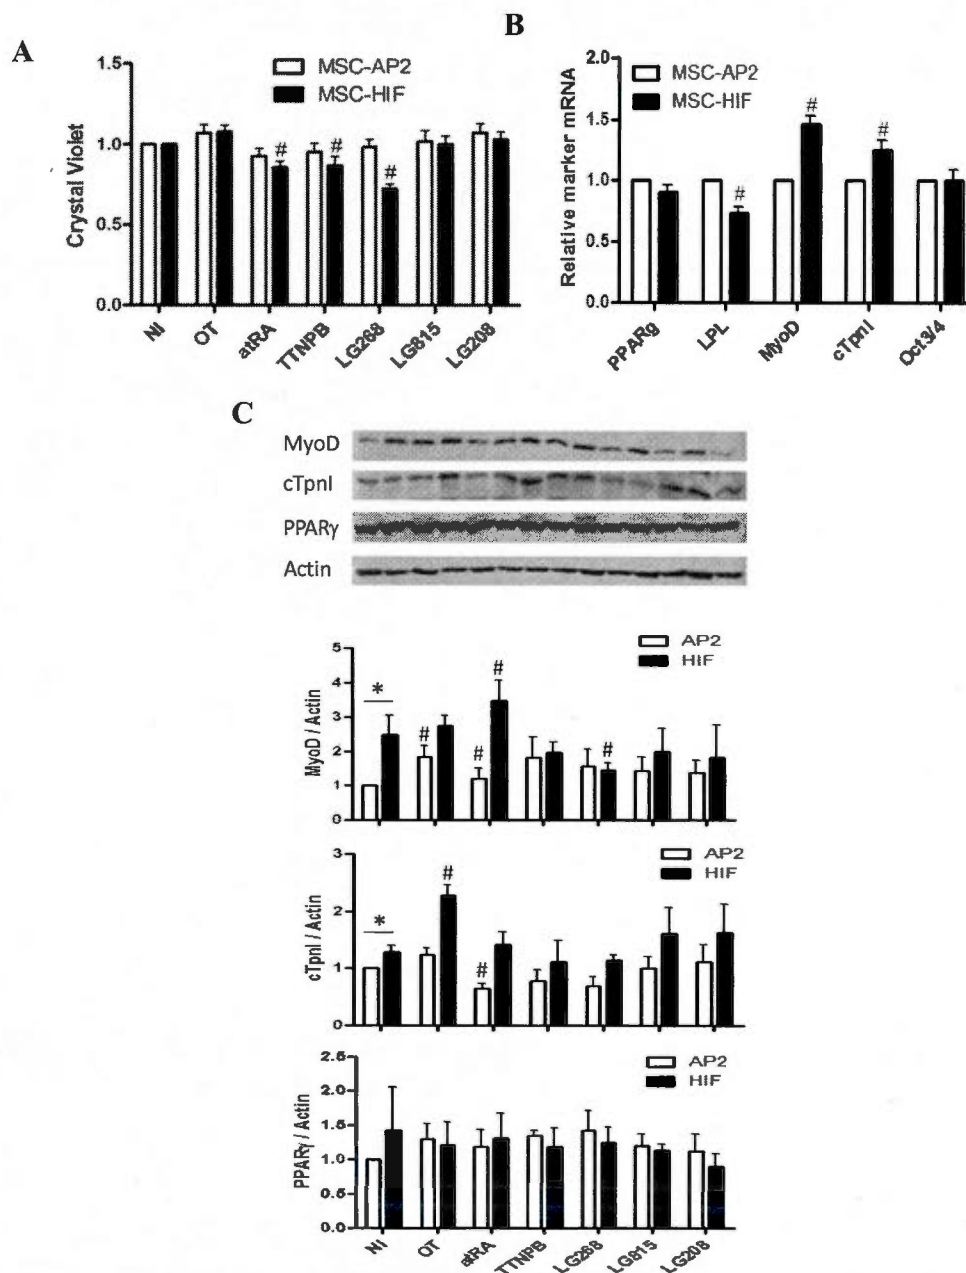 A
Crystal Violet
1.5
1.0
0.5
0.0
MSC-AP2
MSC-HIF
# # #
NI OT atRA TTNPB LG268 LG815 LG208
B
Relative marker mRNA
2.0
1.5
1.0
0.5
0.0
MSC-AP2
MSC-HIF
# # #
PPARg LPL MyoD cTpnI Oct3/4
C
MyoD
cTpnI
PPARγ
Actin
MyoD / Actin
5
4
3
2
1
0
AP2
HIF
* # # # #
cTpnI / Actin
3
2
1
0
AP2
HIF
* # #
PPARγ / Actin
2.5
2.0
1.5
1.0
0.5
0.0
AP2
HIF
NI OT atRA TTNPB LG268 LG815 LG208